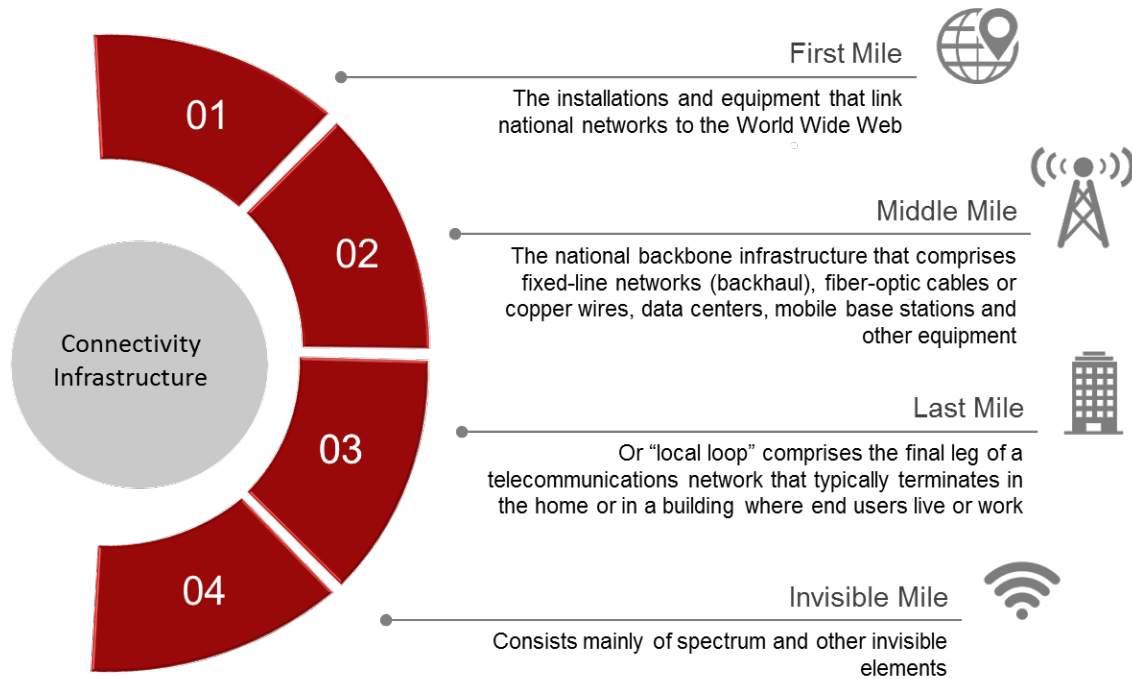 Connectivity
Infrastructure
01
First Mile
The installations and equipment that link
national networks to the World Wide Web
02
Middle Mile
The national backbone infrastructure that comprises
fixed-line networks (backhaul), fiber-optic cables or
copper wires, data centers, mobile base stations and
other equipment
03
Last Mile
Or “local loop” comprises the final leg of a
telecommunications network that typically terminates in
the home or in a building where end users live or work
04
Invisible Mile
Consists mainly of spectrum and other invisible
elements